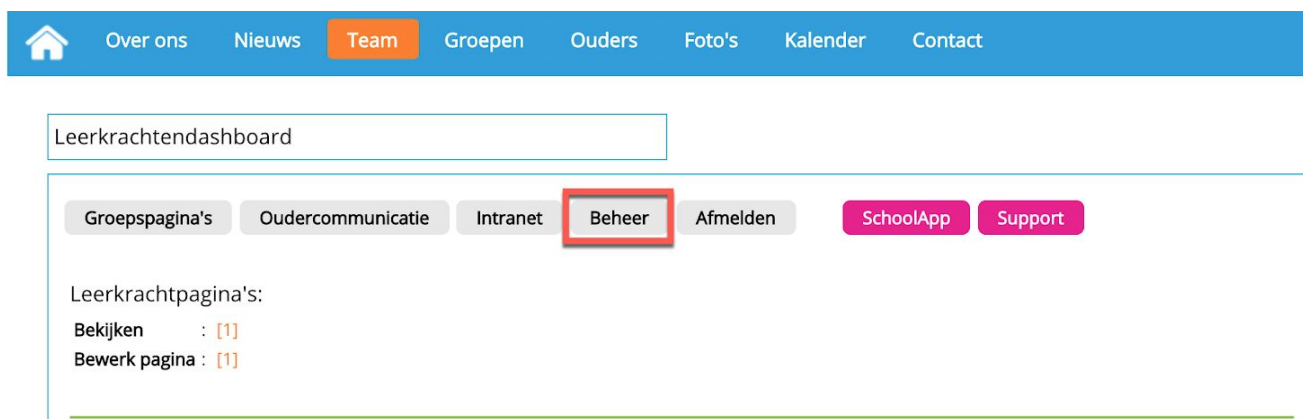 Over ons Nieuws Team Groepen Ouders Foto's Kalender Contact
Leerkrachtendashboard
Groepspagina's Oudercommunicatie Intranet Beheer Afmelden SchoolApp Support
Leerkrachtpagina's:
Bekijken : [1]
Bewerk pagina : [1]